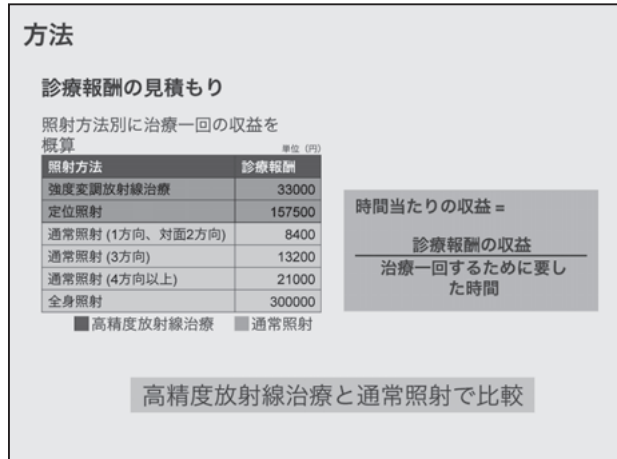 方法
診療報酬の見積もり
照射方法別に治療一回の収益を
概算
単位（円）
照射方法 診療報酬
強度変調放射線治療 33000
定位照射 157500
通常照射 (1方向、対面2方向) 8400
通常照射 (3方向) 13200
通常照射 (4方向以上) 21000
全身照射 300000
高精度放射線治療 通常照射
時間当たりの収益 =
診療報酬の収益
治療一回するために要し
た時間
高精度放射線治療と通常照射で比較